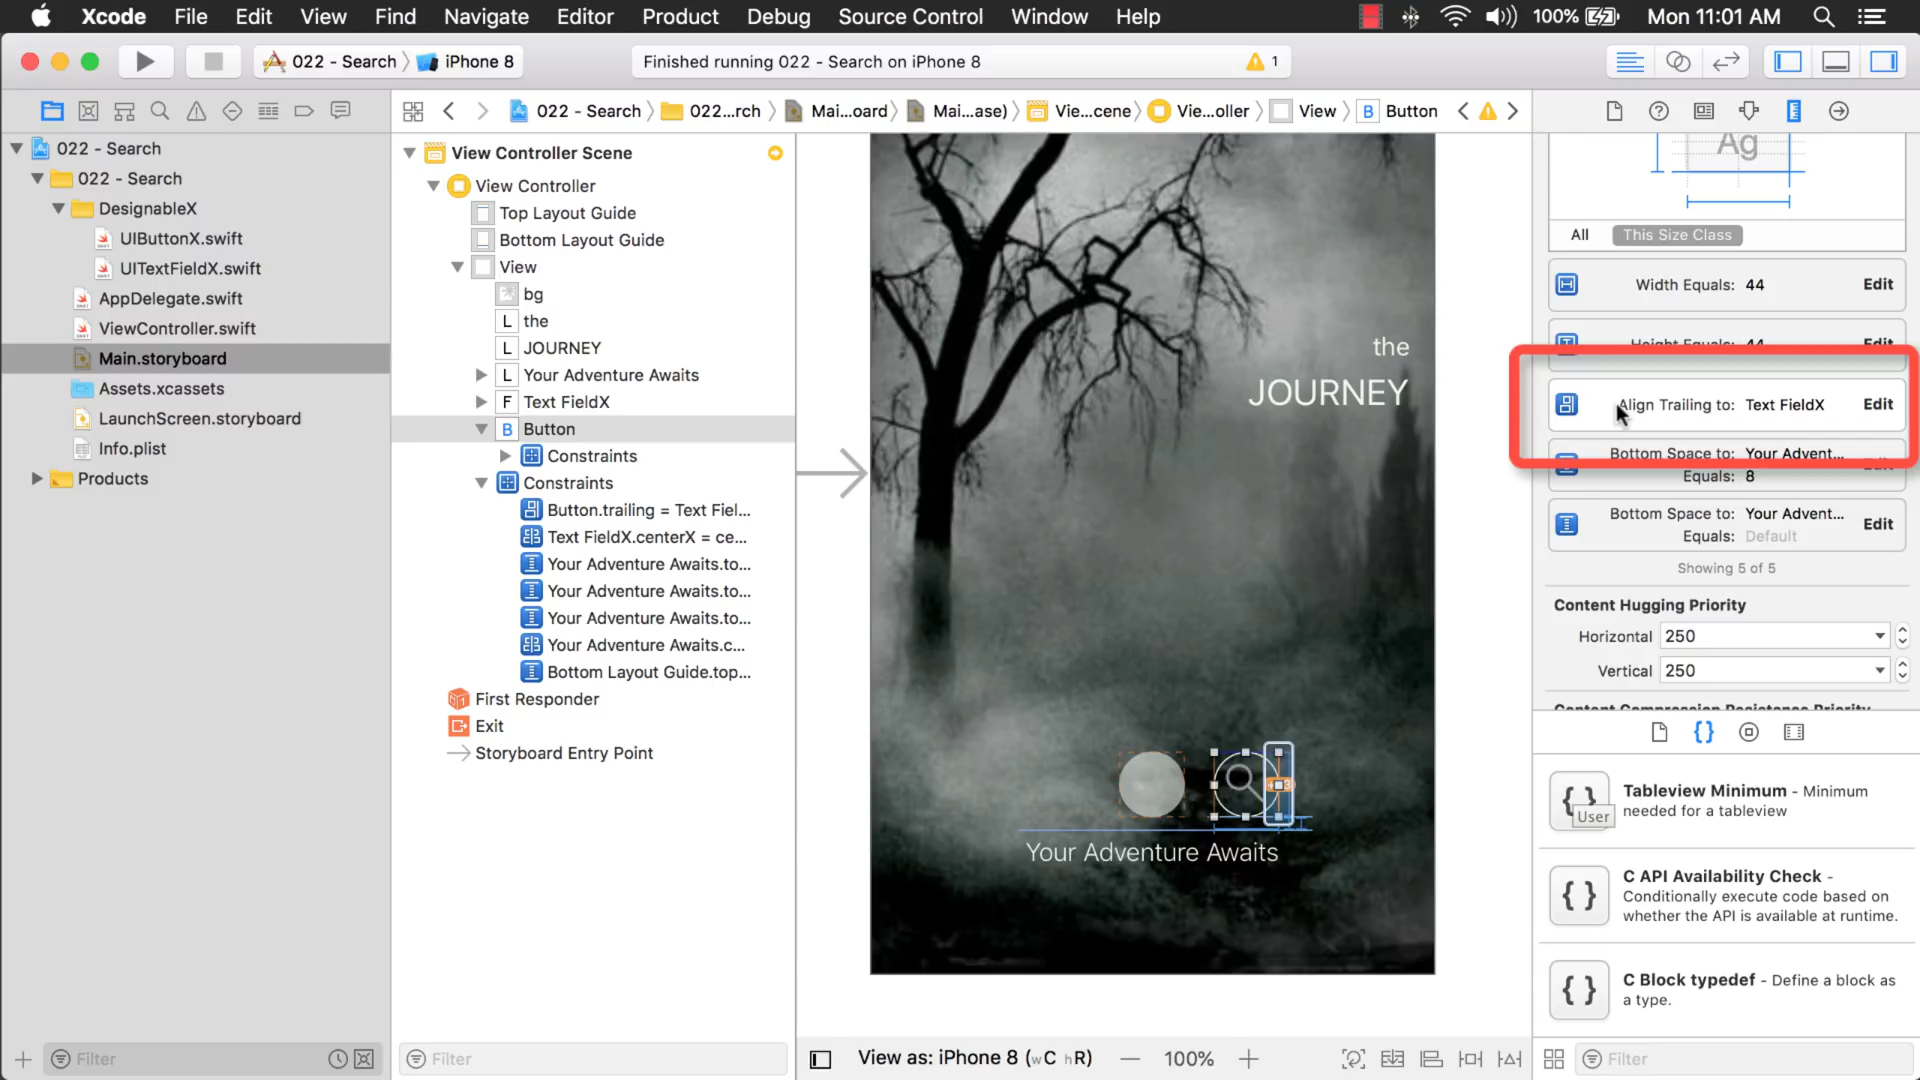 Xcode File Edit View Find Navigate Editor Product Debug Source Control Window Help 100% Mon 11:01 AM
022 - Search iPhone 8 Finished running 022 - Search on iPhone 8 1
022 - Search 022...rch Mai...oard Mai...ase) Vie...cene Vie...oller View B Button
022 - Search
022 - Search
DesignableX
UIButtonX.swift
UITextFieldX.swift
AppDelegate.swift
ViewController.swift
Main.storyboard
Assets.xcassets
LaunchScreen.storyboard
Info.plist
Products
Filter
View Controller Scene
View Controller
Top Layout Guide
Bottom Layout Guide
View
bg
L the
L JOURNEY
L Your Adventure Awaits
F Text FieldX
B Button
Constraints
Constraints
Button.trailing = Text Fiel...
Text FieldX.centerX = ce...
Your Adventure Awaits.to...
Your Adventure Awaits.to...
Your Adventure Awaits.to...
Your Adventure Awaits.c...
Bottom Layout Guide.top...
First Responder
Exit
Storyboard Entry Point
Filter
the
JOURNEY
Your Adventure Awaits
View as: iPhone 8 (wC hR) — 100% +
Ag
All This Size Class
Width Equals: 44 Edit
Height Equals: 44 Edit
Align Trailing to: Text FieldX Edit
Bottom Space to: Your Advent... Edit
Equals: 8
Bottom Space to: Your Advent... Edit
Equals: Default
Showing 5 of 5
Content Hugging Priority
Horizontal 250
Vertical 250
Content Compression Resistance Priority
{}
{ } User
Tableview Minimum - Minimum
needed for a tableview
{ }
C API Availability Check -
Conditionally execute code based on
whether the API is available at runtime.
{ }
C Block typedef - Define a block as
a type.
Filter